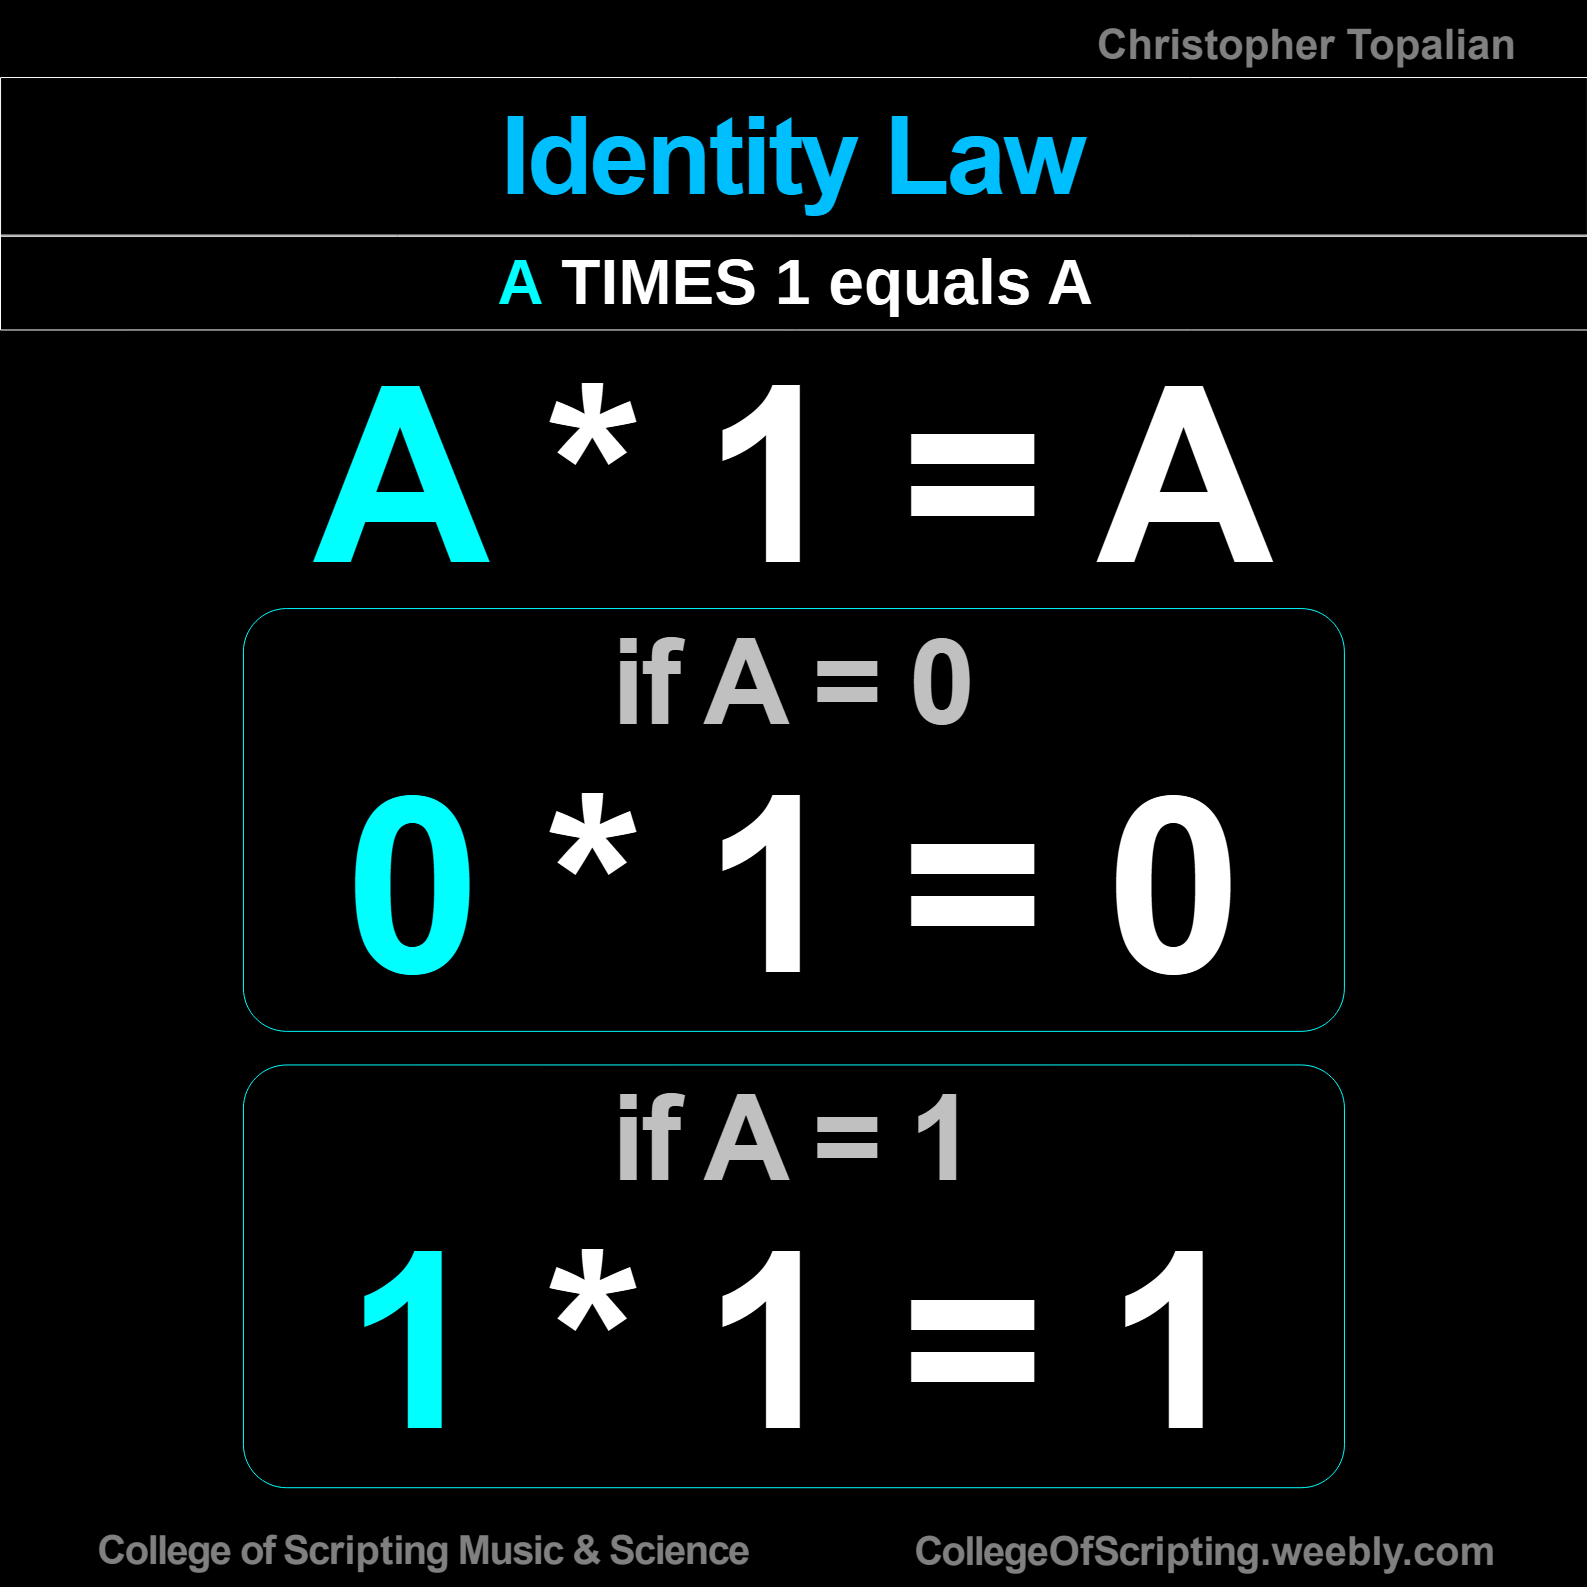 Christopher Topalian
Identity Law
A TIMES 1 equals A
A * 1 = A
if A = 0
0 * 1 = 0
if A = 1
1 * 1 = 1
College of Scripting Music & Science
CollegeOfScripting.weebly.com